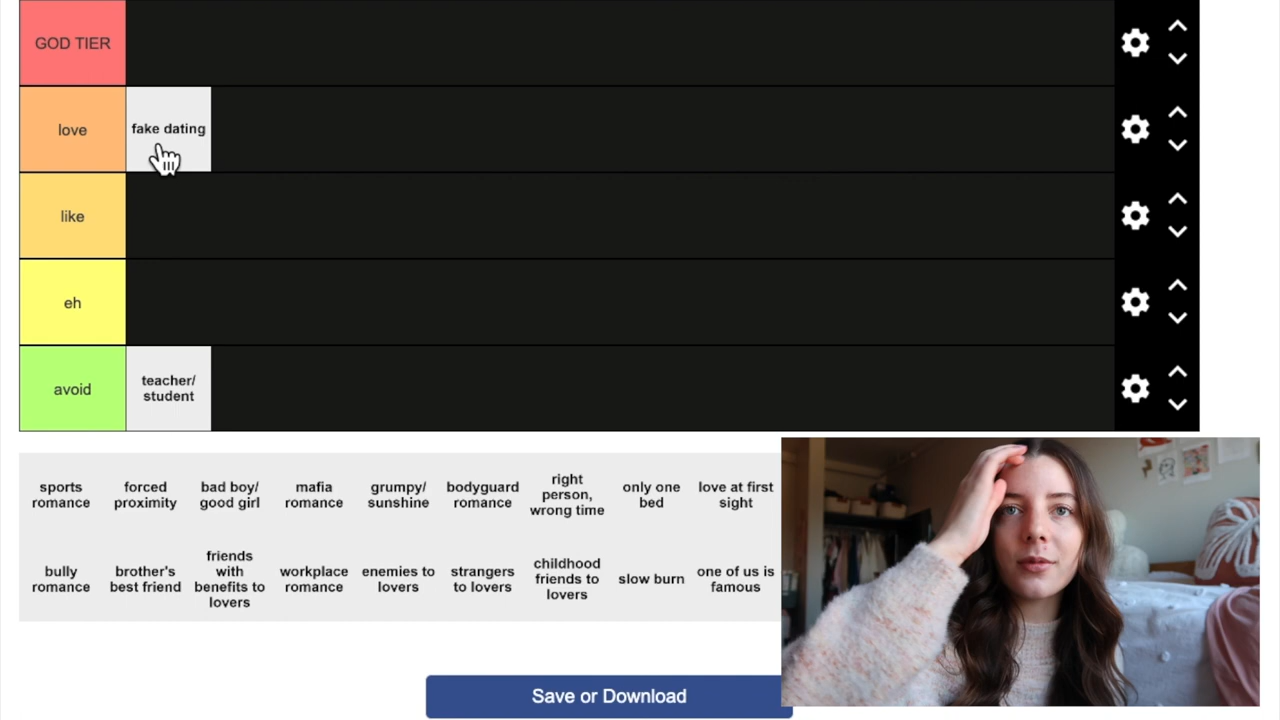 GOD TIER
love
fake dating
like
eh
avoid
teacher/
student
sports
romance
forced
proximity
bad boy/
good girl
mafia
romance
grumpy/
sunshine
bodyguard
romance
right
person,
wrong time
only one
bed
love at first
sight
bully
romance
brother's
best friend
friends
with
benefits to
lovers
workplace
romance
enemies to
lovers
strangers
to lovers
childhood
friends to
lovers
slow burn
one of us is
famous
Save or Download